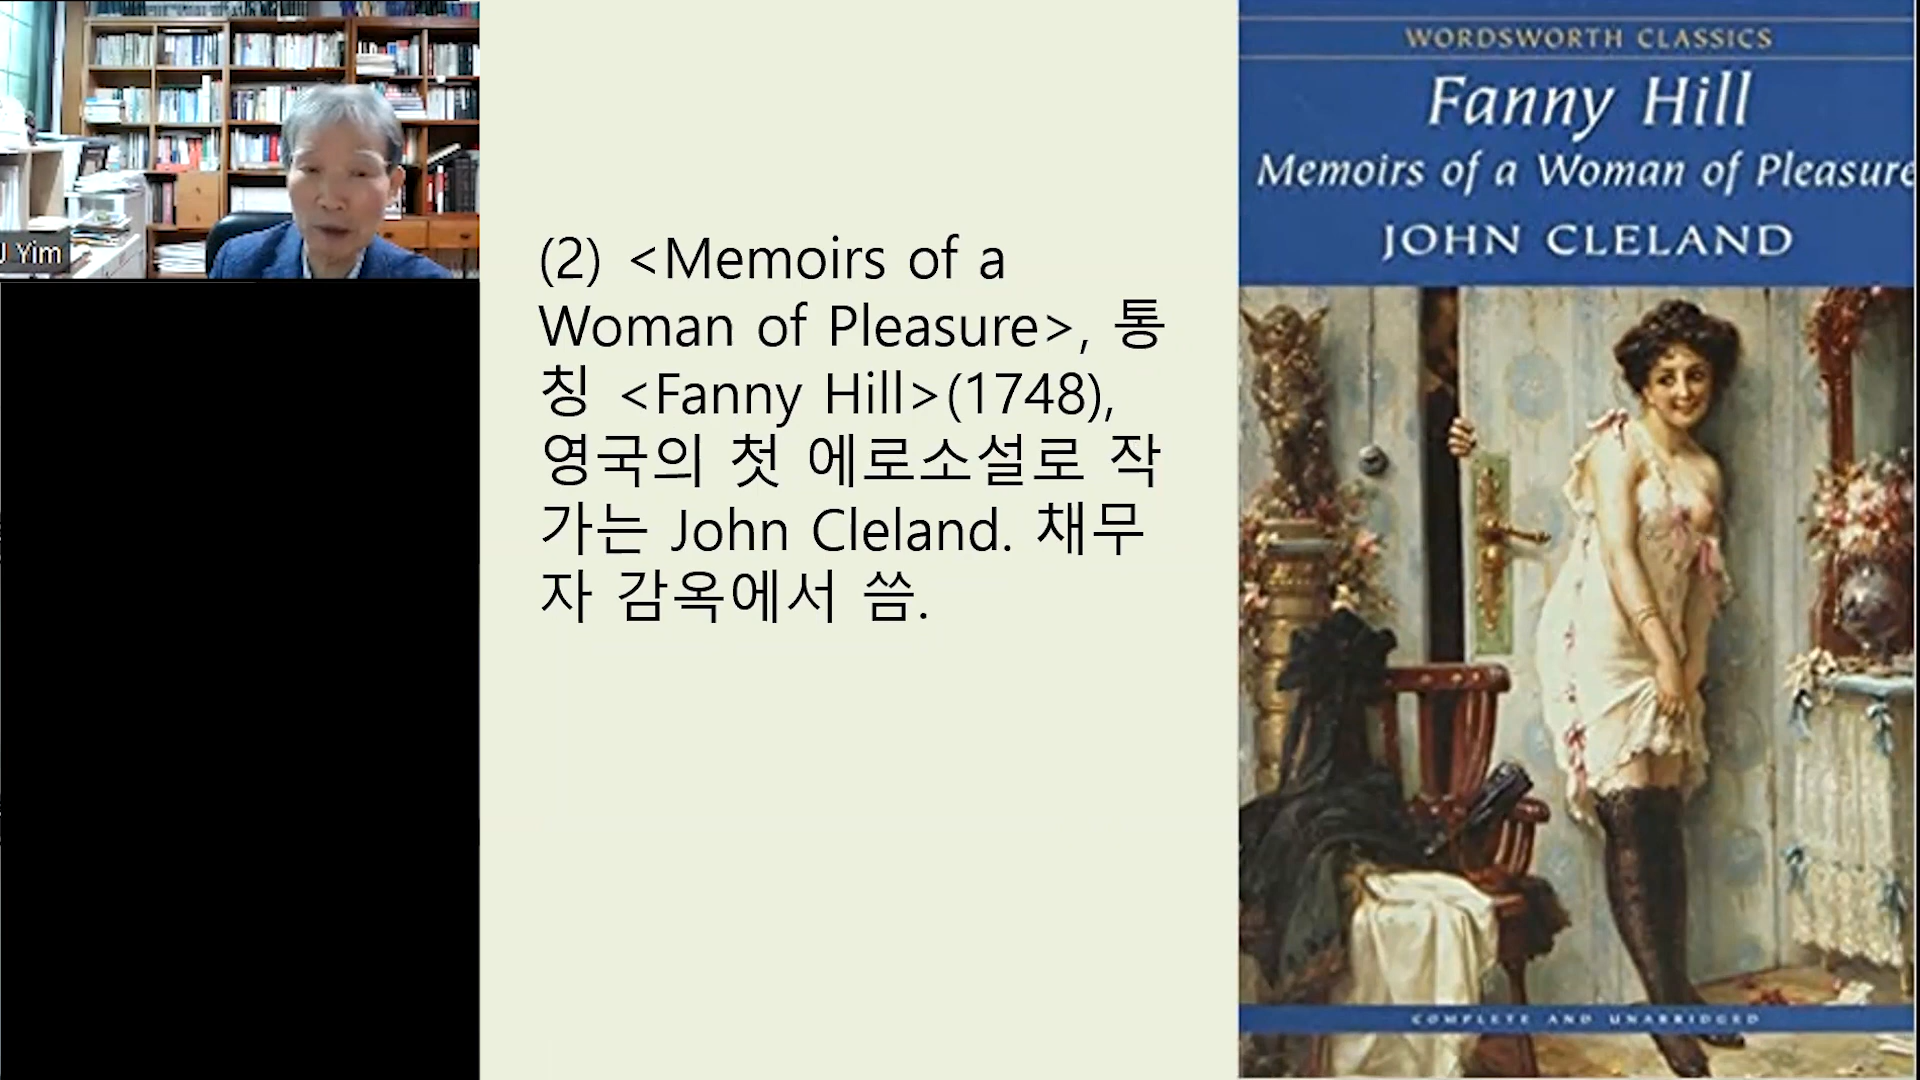 J Yim
(2) <Memoirs of a
Woman of Pleasure>, 통
칭 <Fanny Hill>(1748),
영국의 첫 에로소설로 작
가는 John Cleland. 채무
자 감옥에서 씀.
WORDSWORTH CLASSICS
Fanny Hill
Memoirs of a Woman of Pleasure
JOHN CLELAND
COMPLETE AND UNABRIDGED